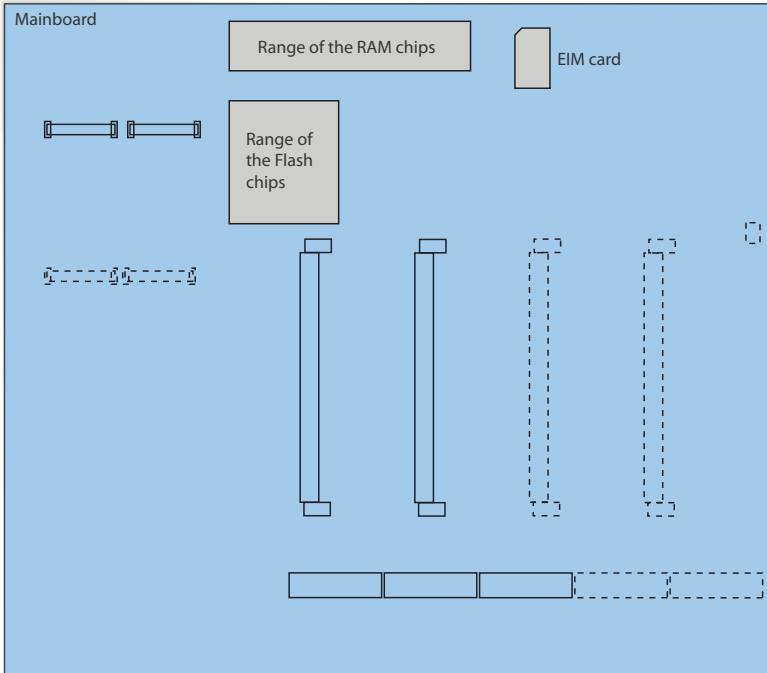 Mainboard
Range of the RAM chips
EIM card
Range of
the Flash
chips